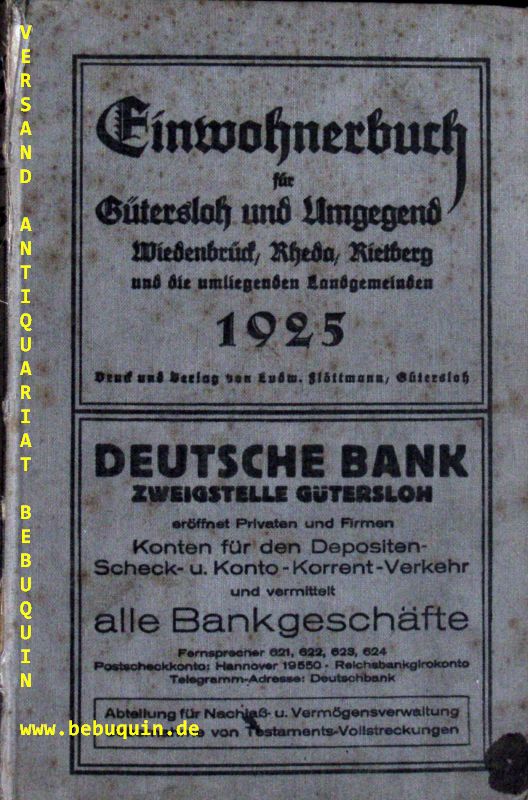 Einwohnerbuch
für
Gütersloh und Umgegend
Wiedenbrück, Rheda, Rietberg
und die umliegenden Landgemeinden
1925
Druck und Verlag von Ludw. Flöttmann, Gütersloh
DEUTSCHE BANK
ZWEIGSTELLE GÜTERSLOH
eröffnet Privaten und Firmen
Konten für den Depositen-
Scheck- u. Konto-Korrent-Verkehr
und vermittelt
alle Bankgeschäfte
Fernsprecher 621, 622, 623, 624
Postscheckkonto: Hannover 19550 - Reichsbankgirokonto
Telegramm-Adresse: Deutschbank
Abteilung für Nachlaß- u. Vermögensverwaltung
von Testaments-Vollstreckungen
VERSAND ANTIQUARIAT BEBUQUIN
www.bebuquin.de